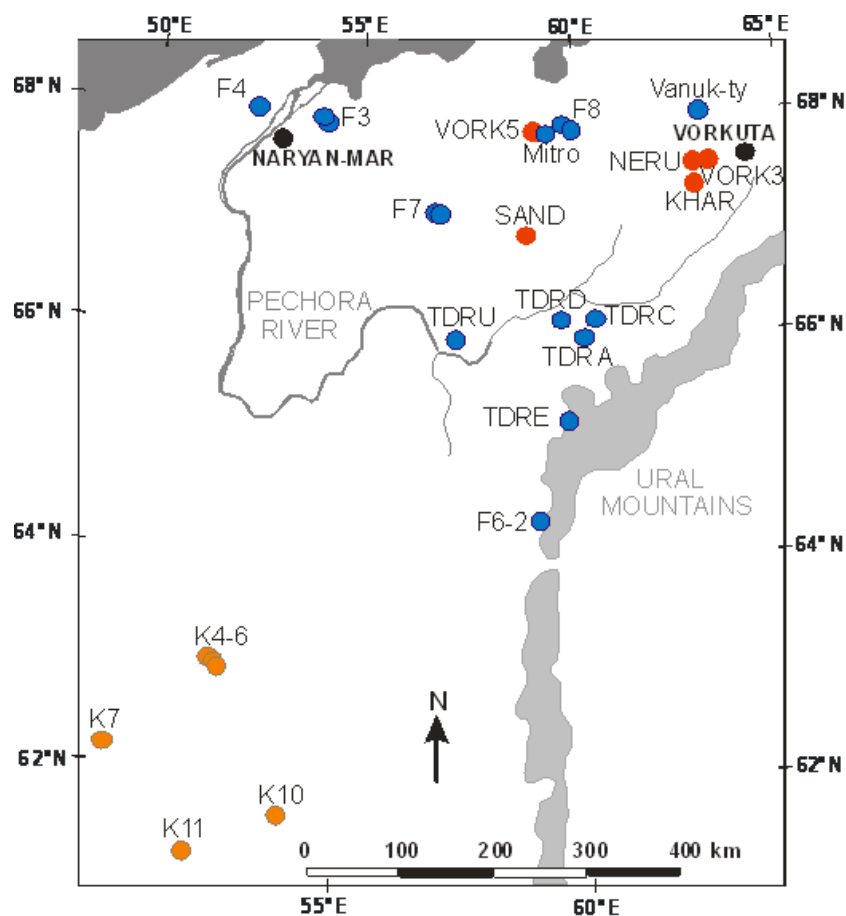 50°E 55°E 60°E 65°E
68°N 68°N
F4
F3
NARYAN-MAR
F8
VORK5
Mitro
Vanuk-ty
VORKUTA
NERU
VORK3
KHAR
F7
SAND
PECHORA
RIVER
66°N 66°N
TDRU
TDRD
TDRC
TDRA
TDRE
URAL
MOUNTAINS
F6-2
64°N 64°N
K4-6
N
K7
62°N 62°N
K10
K11
0 100 200 300 400 km
55°E 60°E